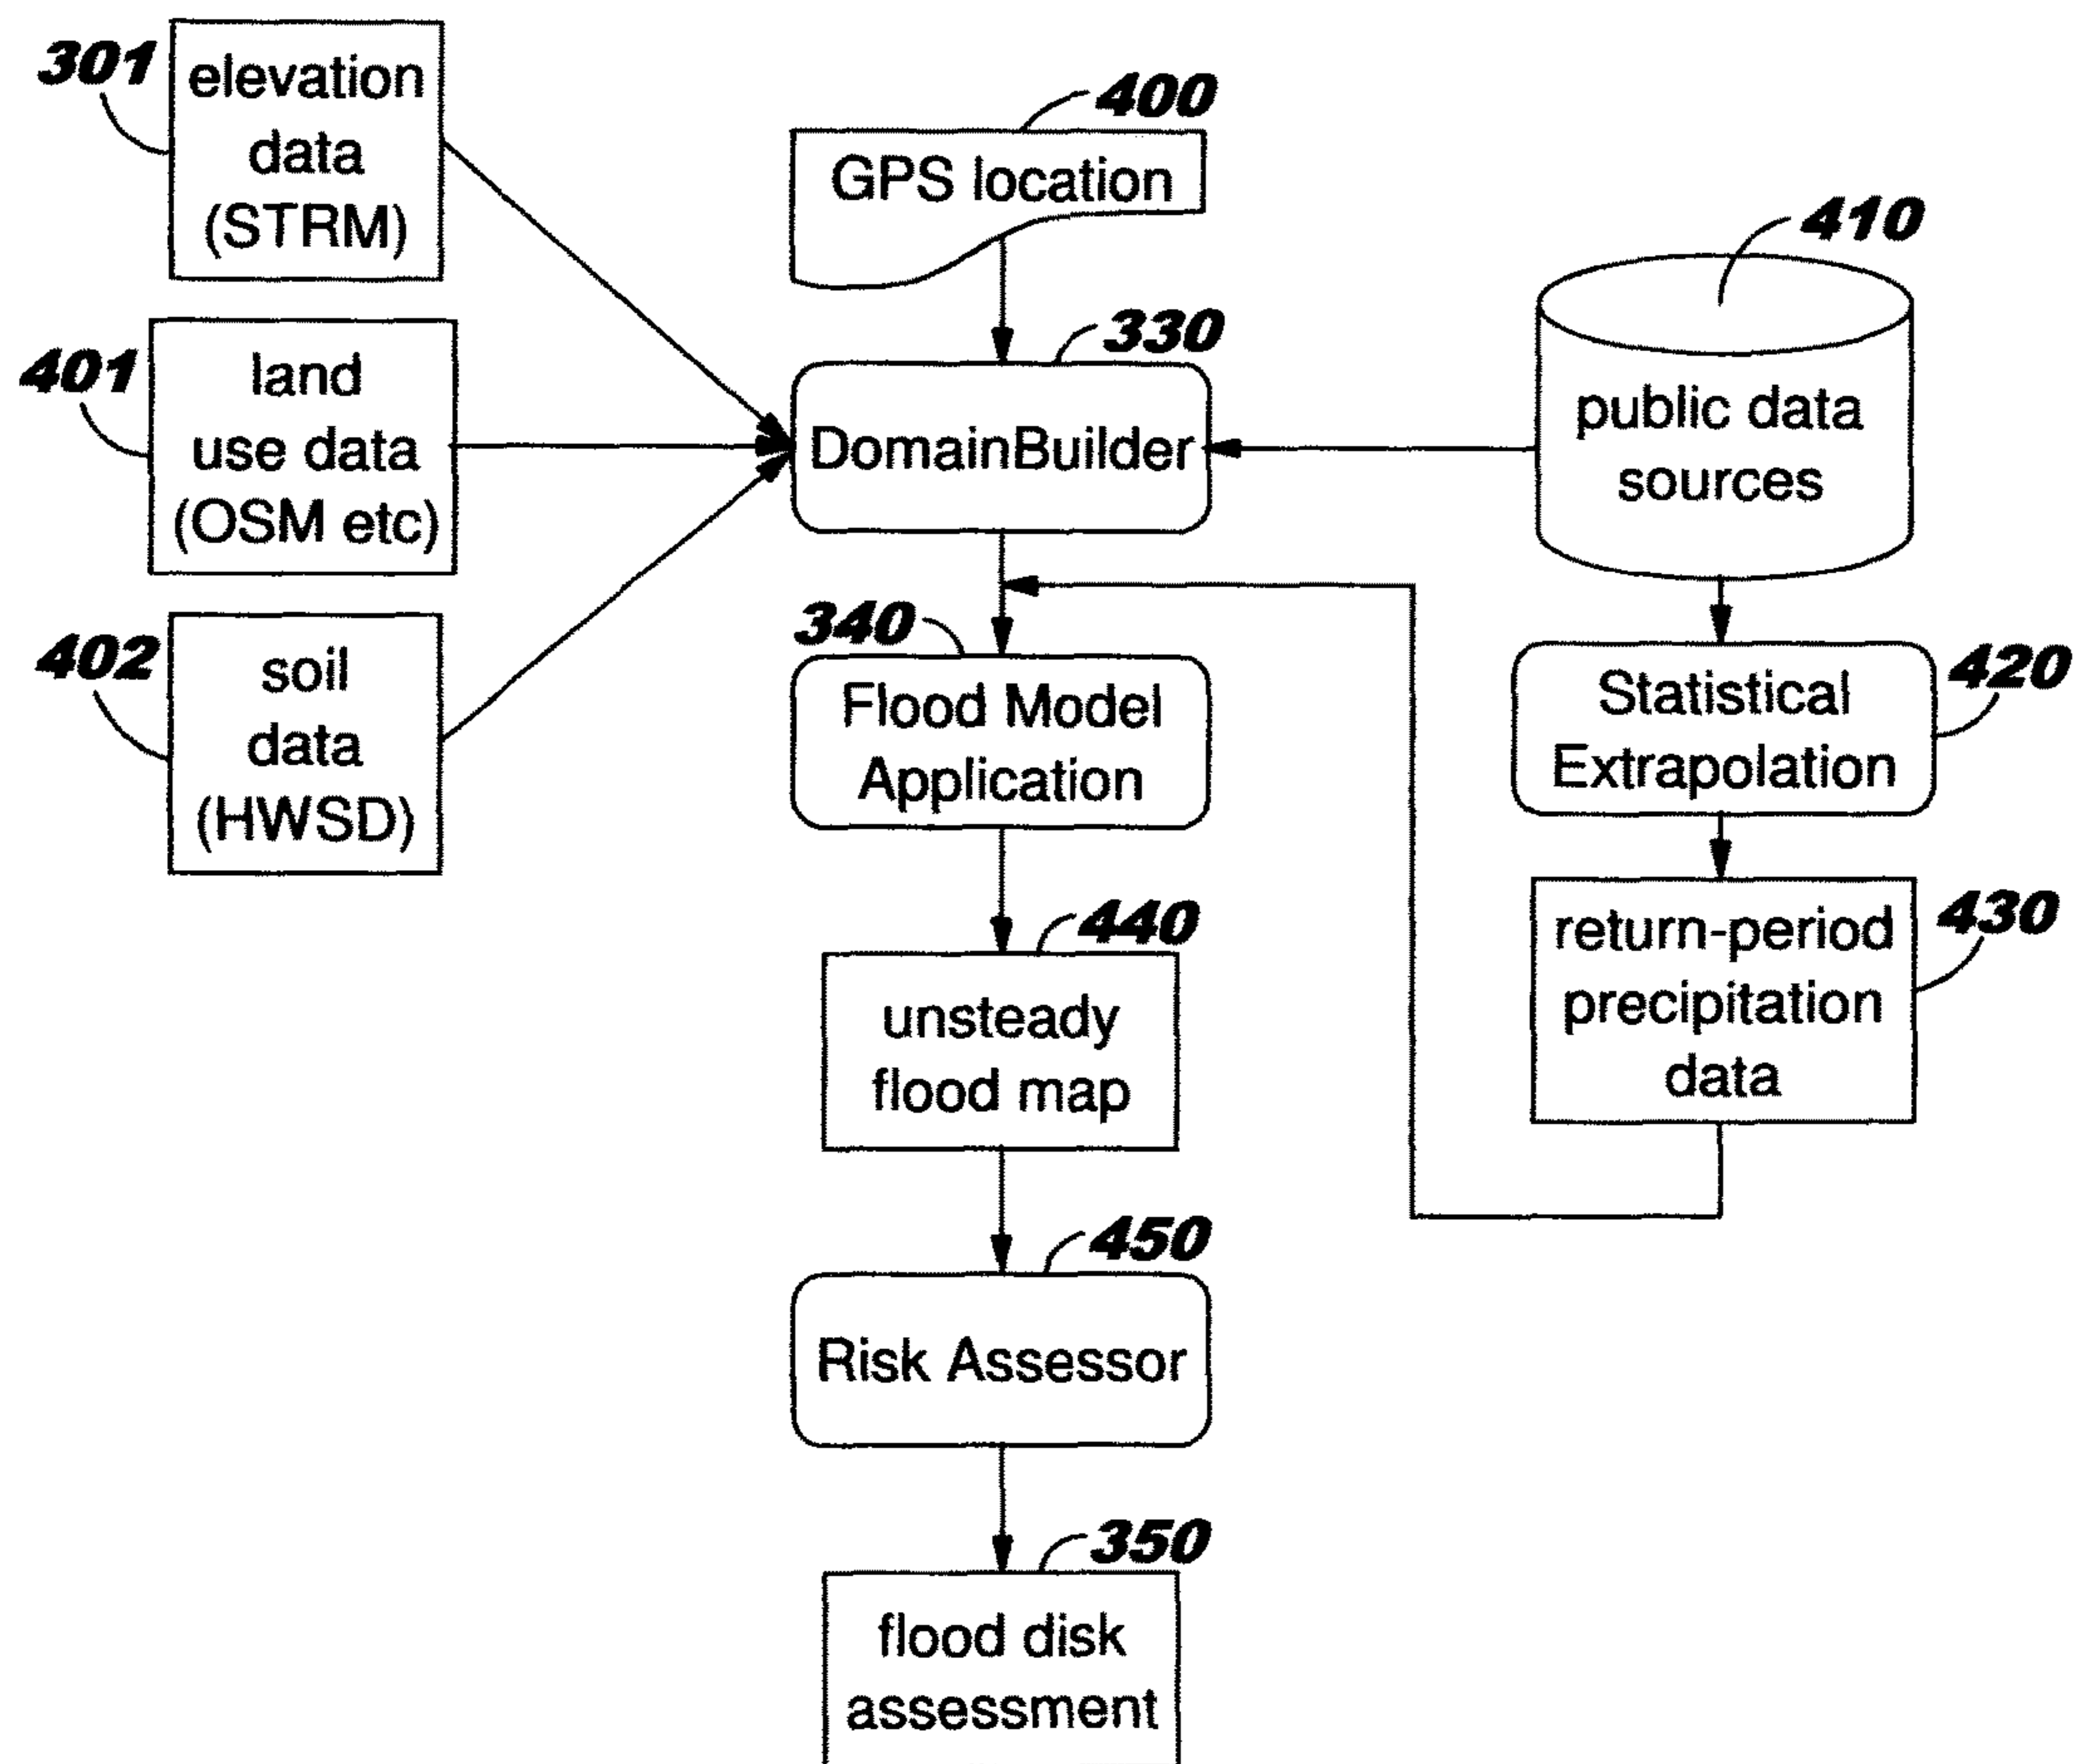 301
elevation
data
(STRM)
401
land
use data
(OSM etc)
402
soil
data
(HWSD)
400
GPS location
330
DomainBuilder
340
Flood Model
Application
440
unsteady
flood map
450
Risk Assessor
350
flood disk
assessment
410
public data
sources
420
Statistical
Extrapolation
430
return-period
precipitation
data